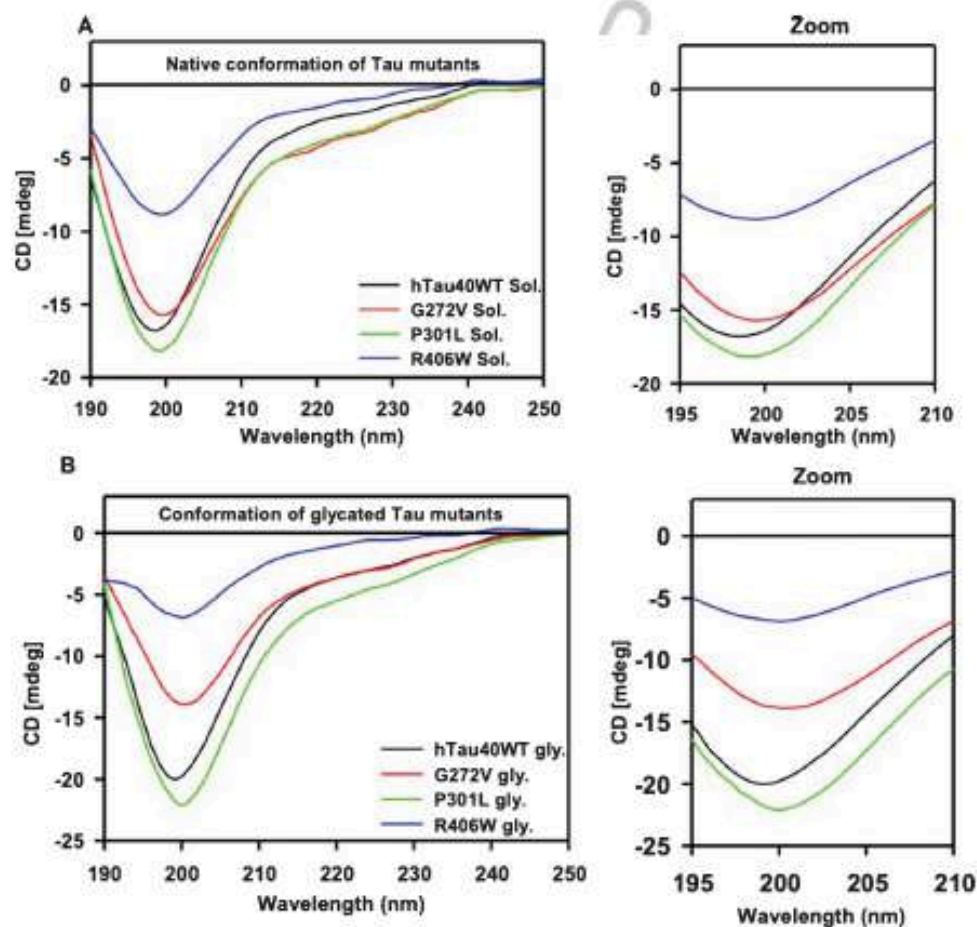 A
Native conformation of Tau mutants
0
-5
-10
-15
-20
CD [mdeg]
hTau40WT Sol.
G272V Sol.
P301L Sol.
R406W Sol.
190 200 210 220 230 240 250
Wavelength (nm)
Zoom
0
-5
-10
-15
-20
CD [mdeg]
195 200 205 210
Wavelength (nm)
B
Conformation of glycated Tau mutants
0
-5
-10
-15
-20
-25
CD [mdeg]
hTau40WT gly.
G272V gly.
P301L gly.
R406W gly.
190 200 210 220 230 240 250
Wavelength (nm)
Zoom
0
-5
-10
-15
-20
-25
CD [mdeg]
195 200 205 210
Wavelength (nm)